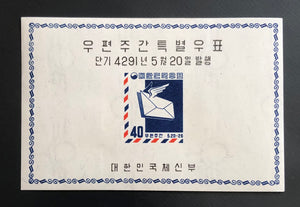 우편주간특별우표
단기 4291년 5월 20일 발행
대한민국우표
40
우편주간 5.20-26
대한민국체신부